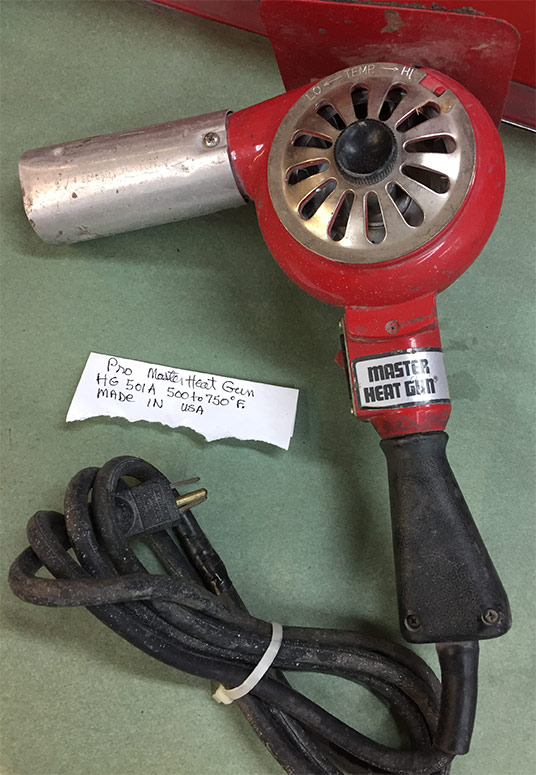 LO ← TEMP → HI
Pro Master Heat Gun
HG 501A 500 to 750°F.
MADE IN USA
MASTER
HEAT GUN®